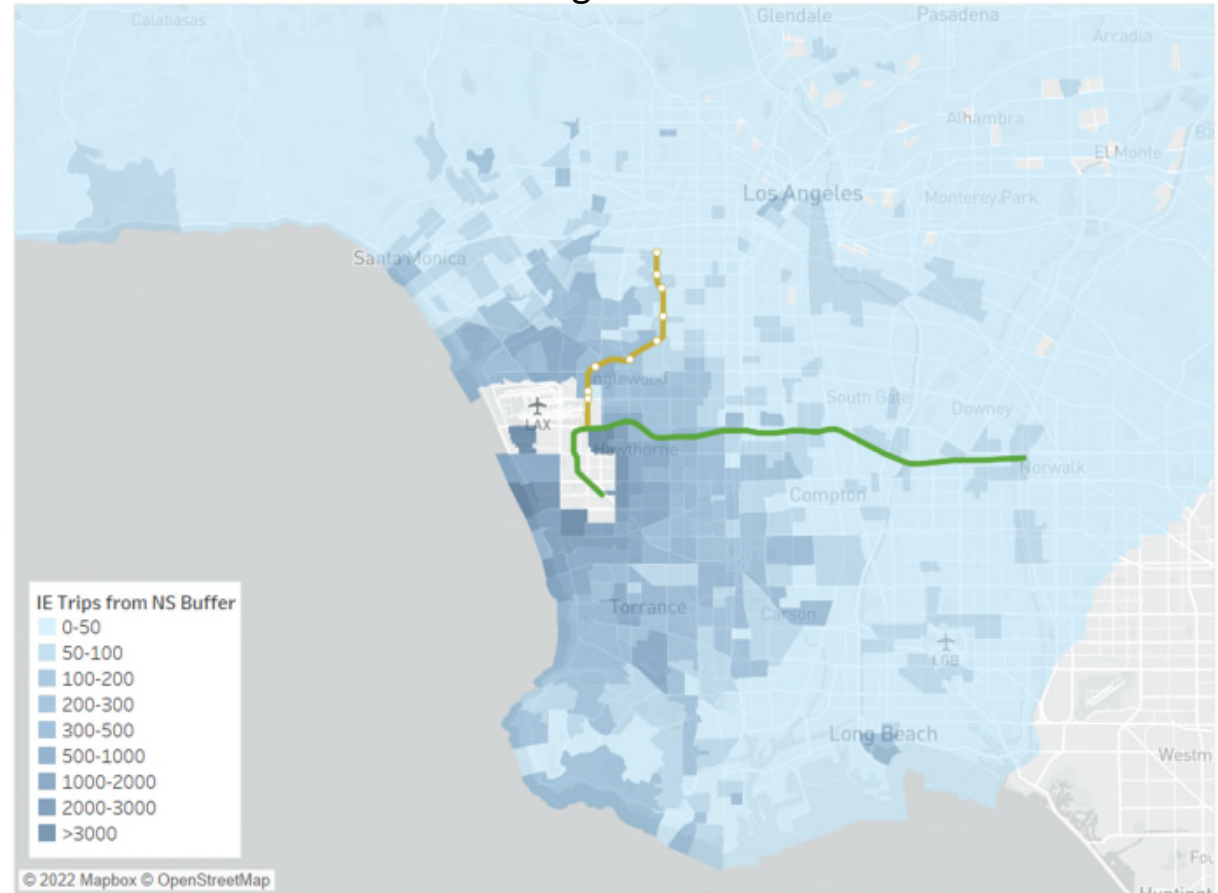 Calabasas
Glendale
Pasadena
Arcadia
Alhambra
El Monte
Los Angeles
Monterey Park
Santa Monica
Inglewood
LAX
South Gate
Downey
Hawthorne
Norwalk
Compton
Torrance
Carson
LGB
Long Beach
Westm
IE Trips from NS Buffer
0-50
50-100
100-200
200-300
300-500
500-1000
1000-2000
2000-3000
>3000
Fou
© 2022 Mapbox © OpenStreetMap